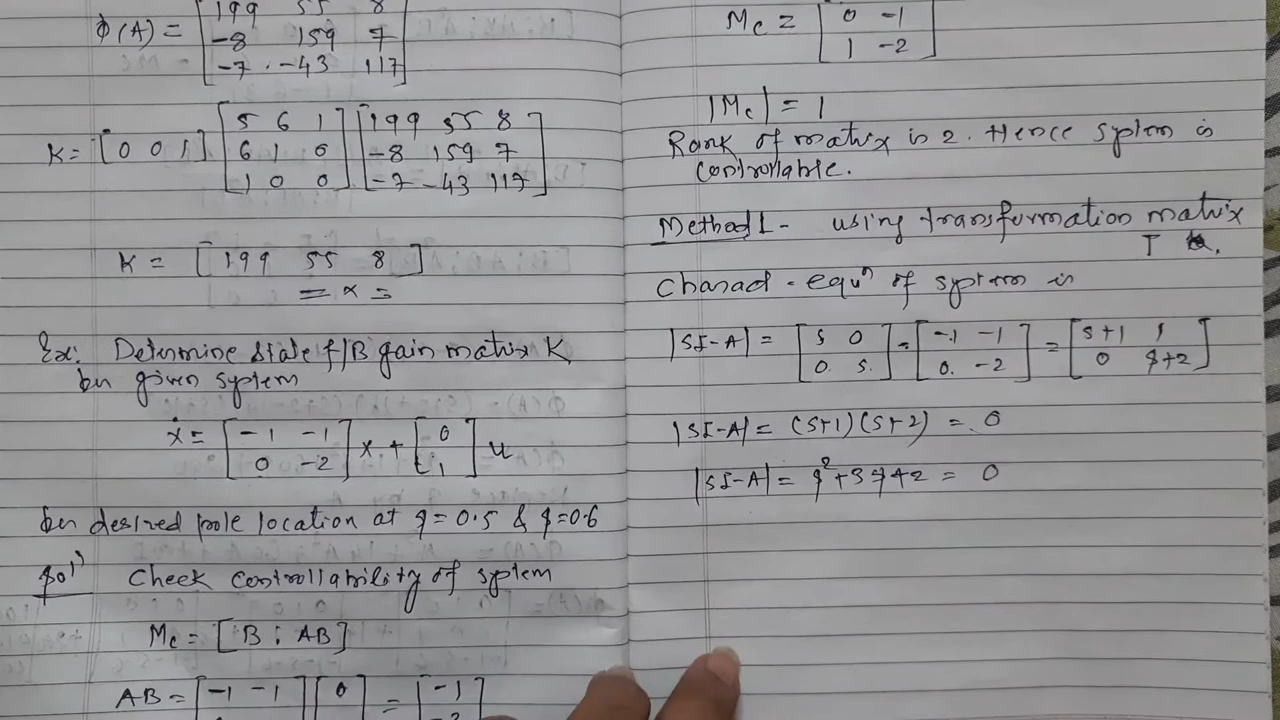 199 55 8
Φ(A) = -8 159 7
-7 -43 117
K = [0 0 1] [5 6 1] [199 55 8]
6 1 0 -8 159 7
1 0 0 -7 -43 117
K = [199 55 8]
= x =
Ex: Determine state f/B gain matrix K
for given system
ẋ = [-1 -1] x + [0] u
0 -2 1
for desired pole location at s = 0.5 & s = 0.6
Sol) Check controllability of system
Mc = [B : AB]
AB = [-1 -1] [0] = [-1]
Mc = [0 -1]
1 -2
|Mc| = 1
Rank of matrix is 2. Hence system is
controllable.
Method 1 - using transformation matrix
T
Charact. equⁿ of system is
|SI-A| = [s 0] - [-1 -1] = [s+1 1]
0 s 0 -2 0 s+2
|SI-A| = (s+1)(s+2) = 0
|SI-A| = s²+3s+2 = 0